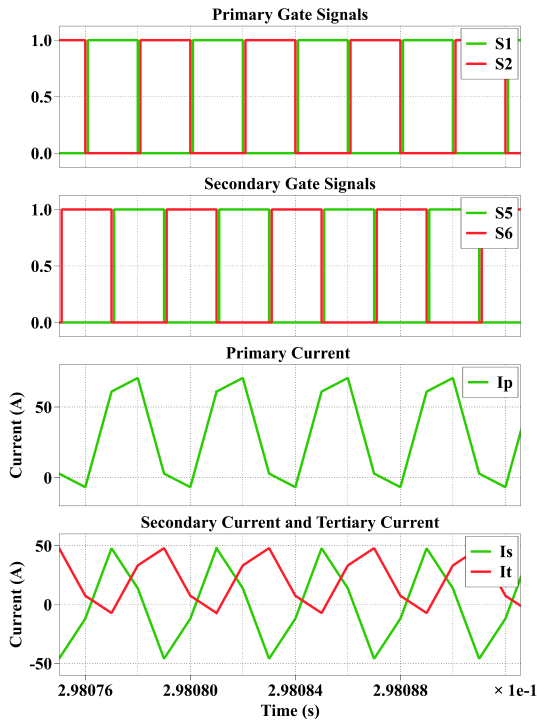 Primary Gate Signals
1.0
0.5
0.0
S1
S2
Secondary Gate Signals
1.0
0.5
0.0
S5
S6
Primary Current
Current (A)
50
0
Ip
Secondary Current and Tertiary Current
Current (A)
50
0
-50
Is
It
2.98076 2.98080 2.98084 2.98088 × 1e-1
Time (s)